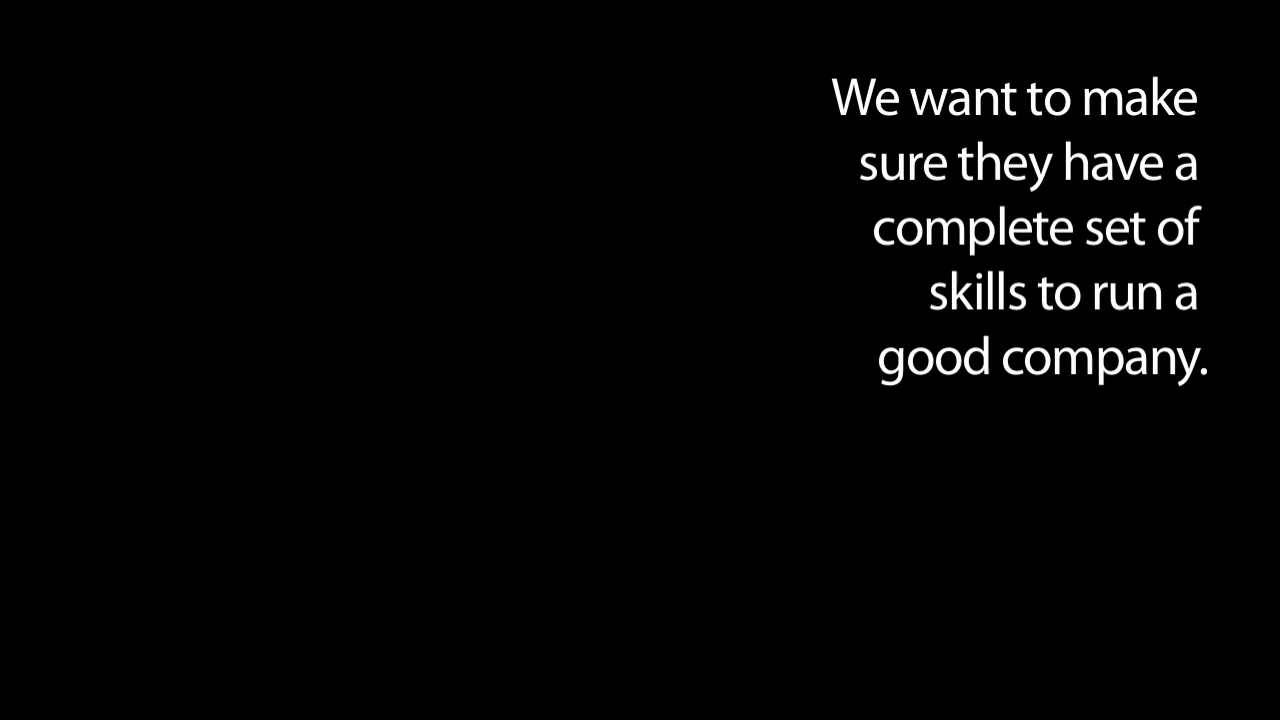 We want to make
sure they have a
complete set of
skills to run a
good company.